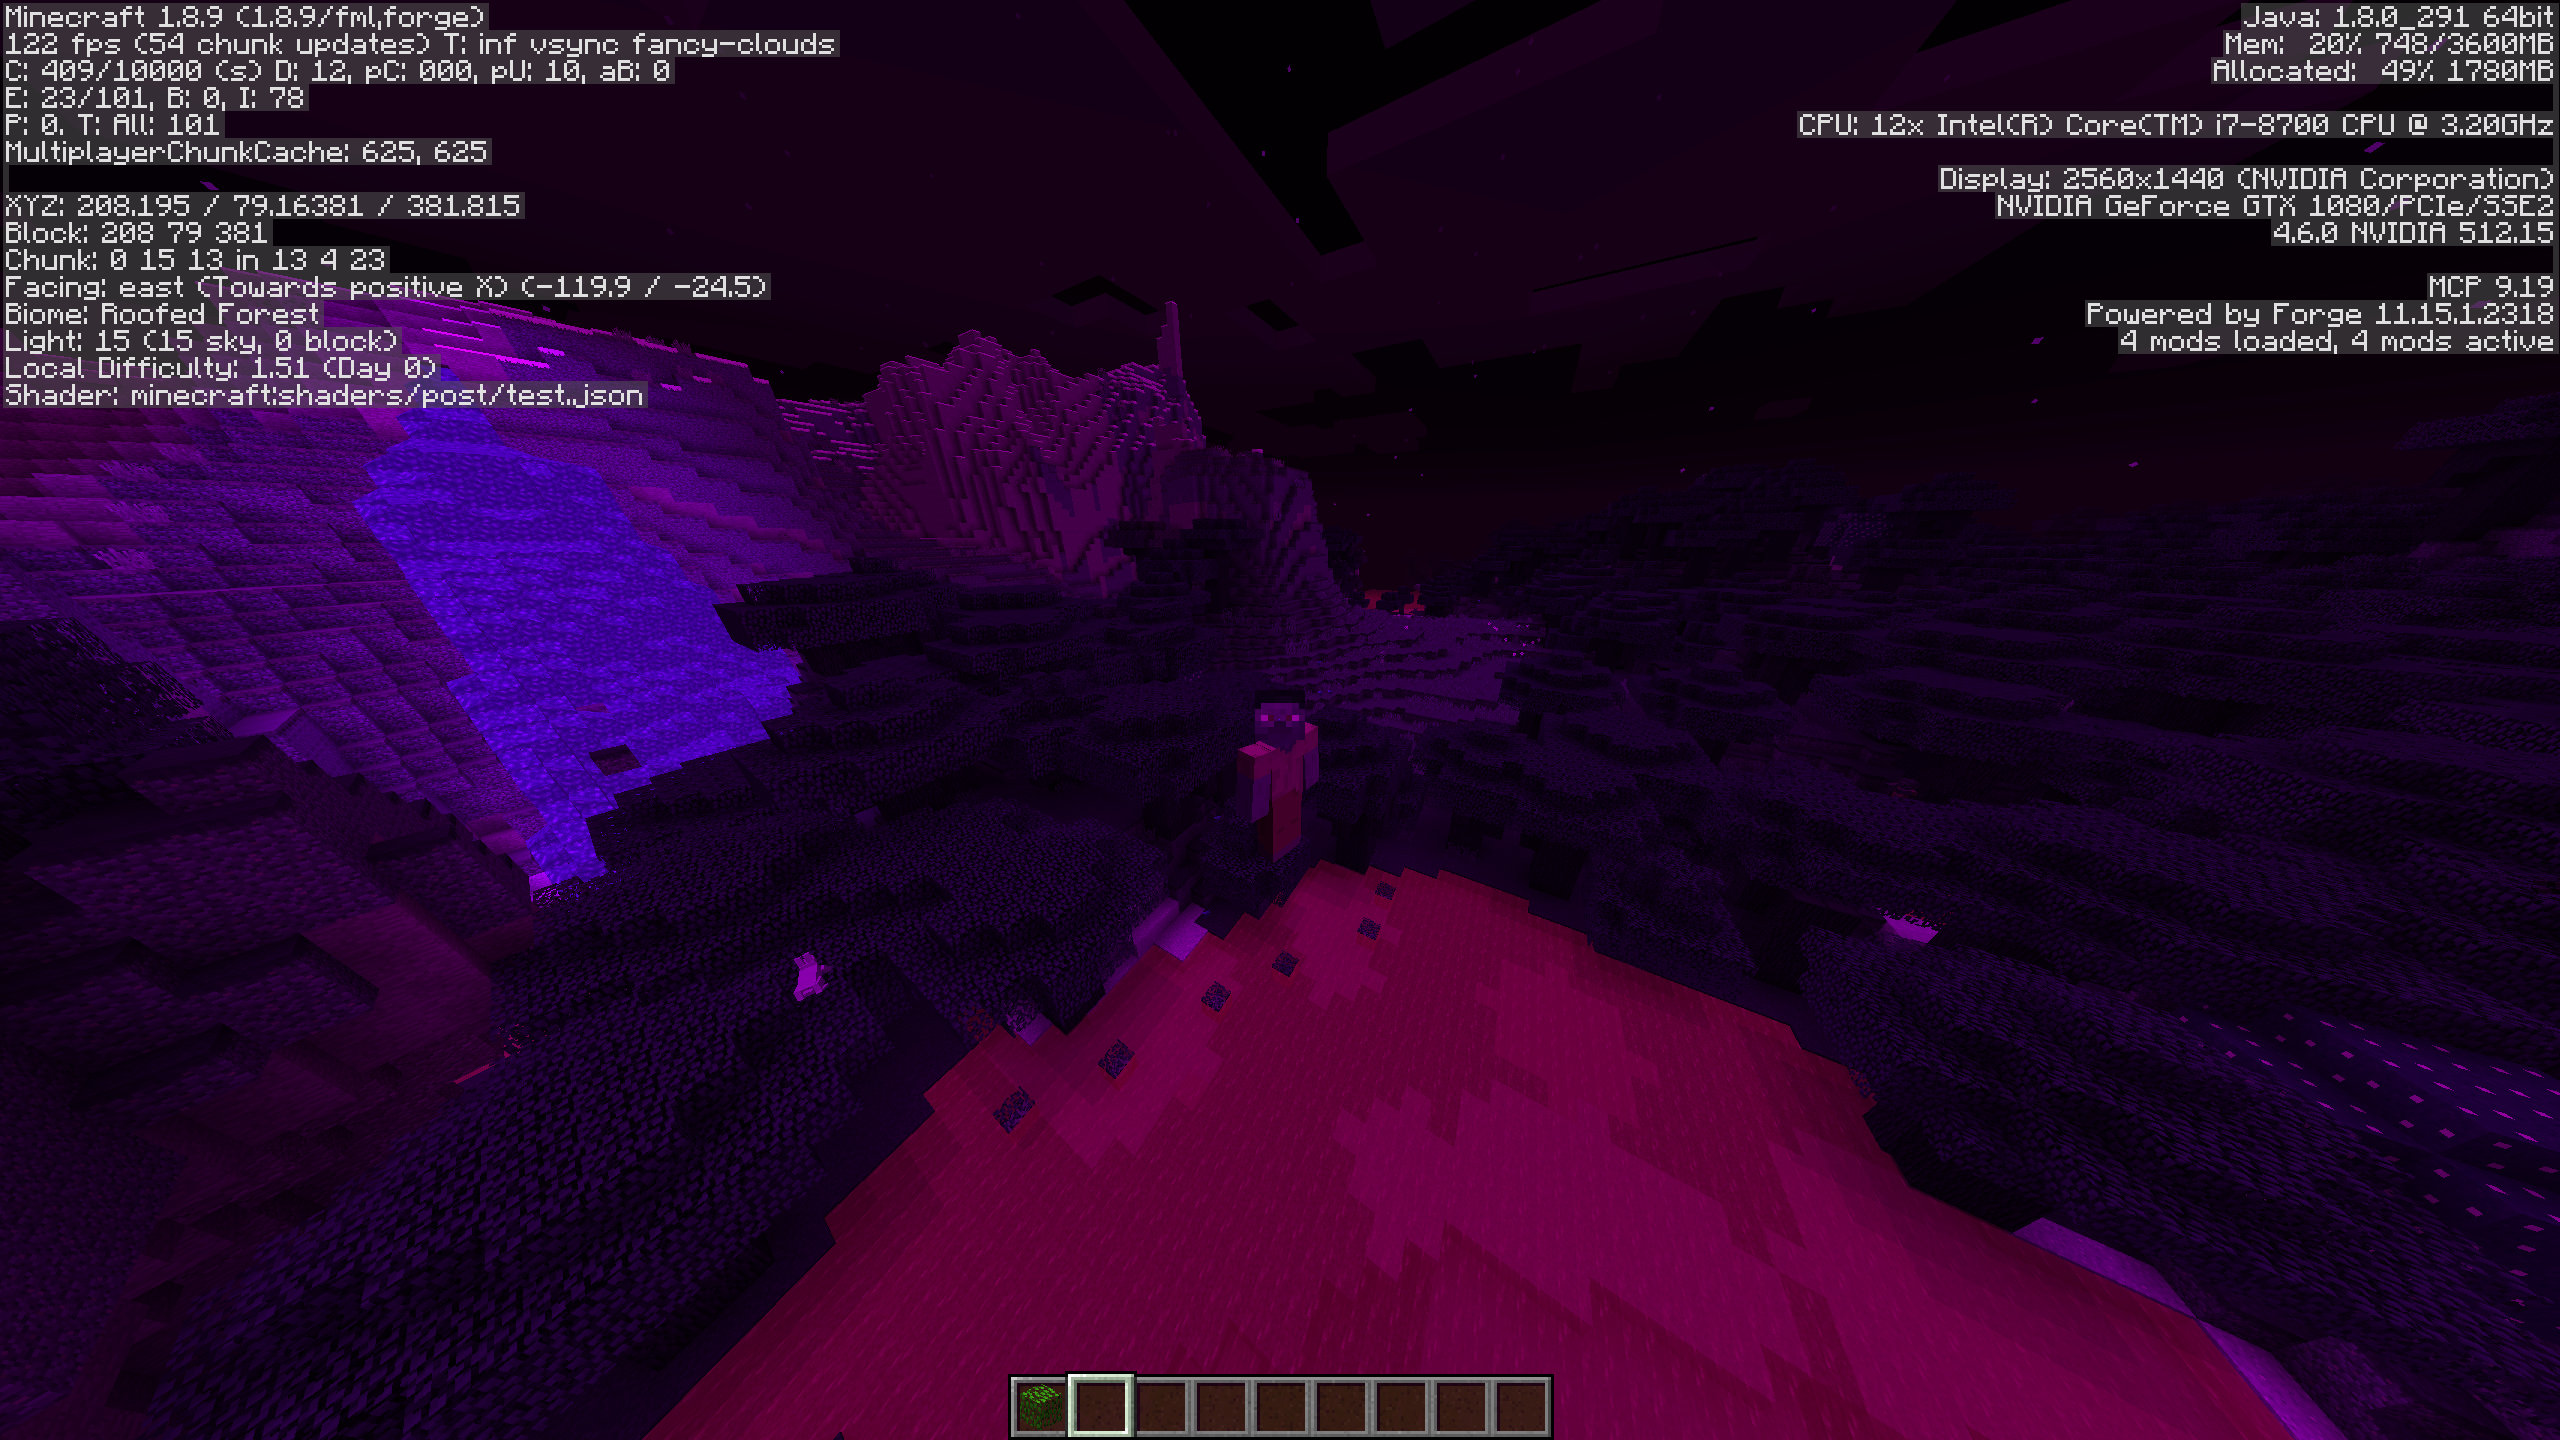 Minecraft 1.8.9 (1.8.9/fml,forge)
122 fps (54 chunk updates) T: inf vsync fancy-clouds
C: 409/10000 (s) D: 12, pC: 000, pU: 10, aB: 0
E: 23/101, B: 0, I: 78
P: 0. T: All: 101
MultiplayerChunkCache: 625, 625
XYZ: 208.195 / 79.16381 / 381.815
Block: 208 79 381
Chunk: 0 15 13 in 13 4 23
Facing: east (Towards positive X) (-119.9 / -24.5)
Biome: Roofed Forest
Light: 15 (15 sky, 0 block)
Local Difficulty: 1.51 (Day 0)
Shader: minecraft:shaders/post/test.json
Java: 1.8.0_291 64bit
Mem: 20% 748/3600MB
Allocated: 49% 1780MB
CPU: 12x Intel(R) Core(TM) i7-8700 CPU @ 3.20GHz
Display: 2560x1440 (NVIDIA Corporation)
NVIDIA GeForce GTX 1080/PCIe/SSE2
4.6.0 NVIDIA 512.15
MCP 9.19
Powered by Forge 11.15.1.2318
4 mods loaded, 4 mods active